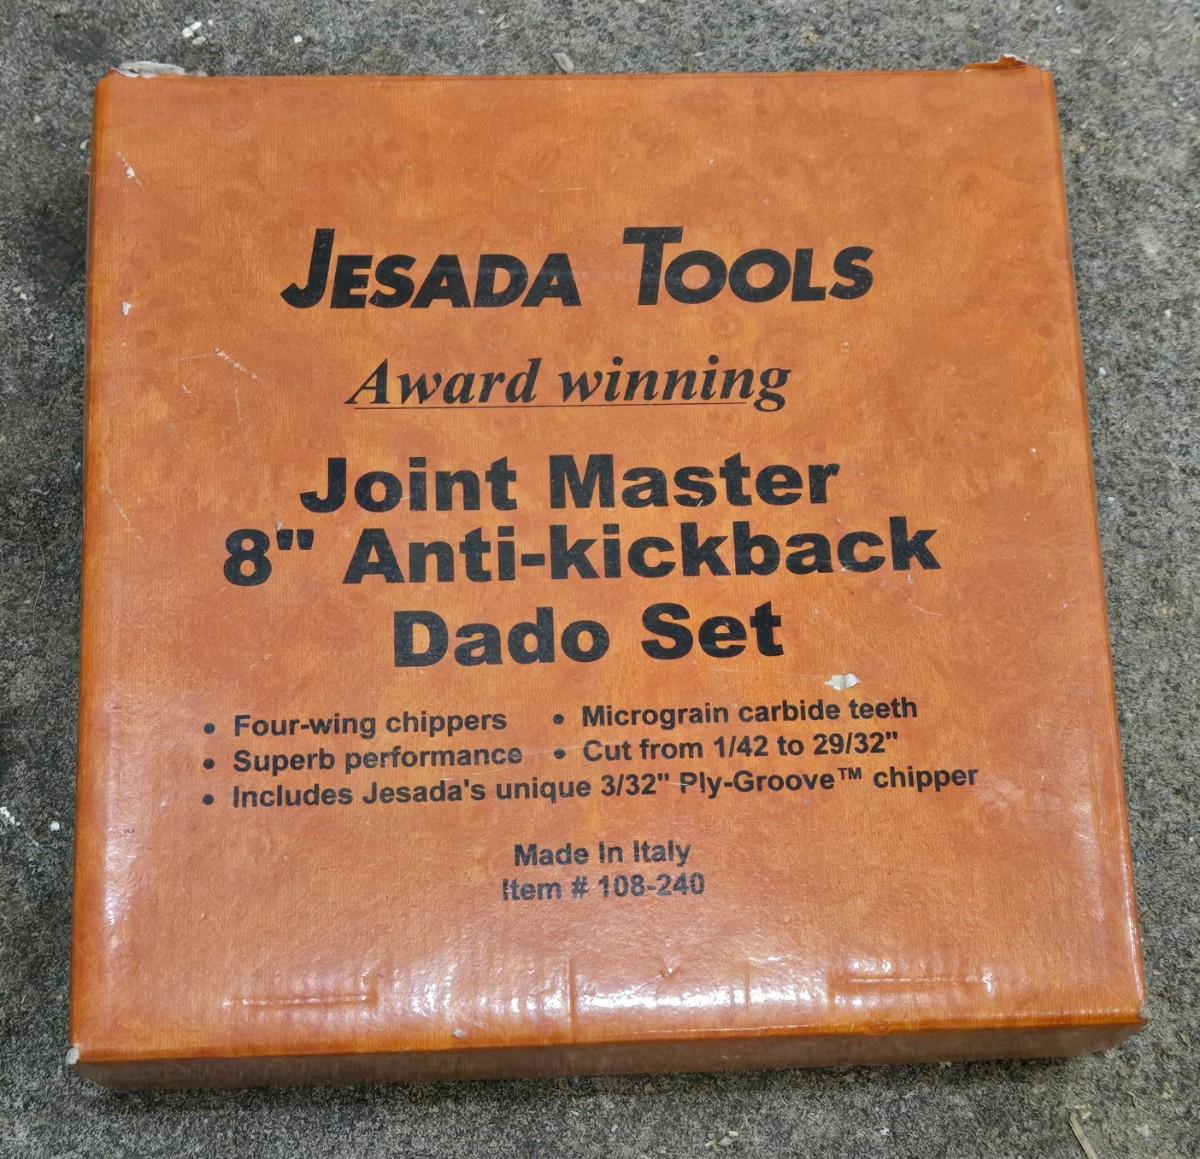 JESADA TOOLS
Award winning
Joint Master
8" Anti-kickback
Dado Set
• Four-wing chippers • Micrograin carbide teeth
• Superb performance • Cut from 1/42 to 29/32"
• Includes Jesada's unique 3/32" Ply-Groove™ chipper
Made In Italy
Item # 108-240